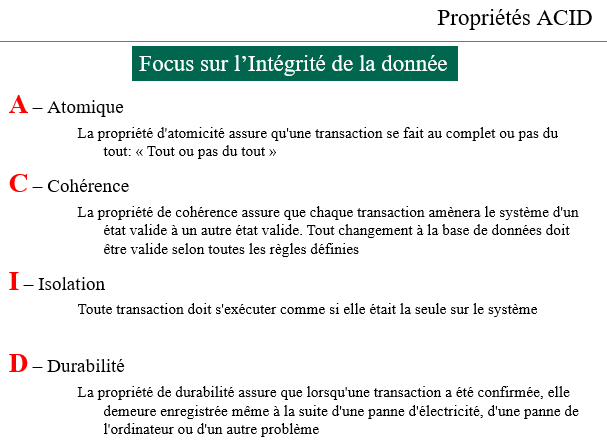 Propriétés ACID
Focus sur l’Intégrité de la donnée
A – Atomique
La propriété d'atomicité assure qu'une transaction se fait au complet ou pas du
tout: « Tout ou pas du tout »
C – Cohérence
La propriété de cohérence assure que chaque transaction amènera le système d'un
état valide à un autre état valide. Tout changement à la base de données doit
être valide selon toutes les règles définies
I – Isolation
Toute transaction doit s'exécuter comme si elle était la seule sur le système
D – Durabilité
La propriété de durabilité assure que lorsqu'une transaction a été confirmée, elle
demeure enregistrée même à la suite d'une panne d'électricité, d'une panne de
l'ordinateur ou d'un autre problème